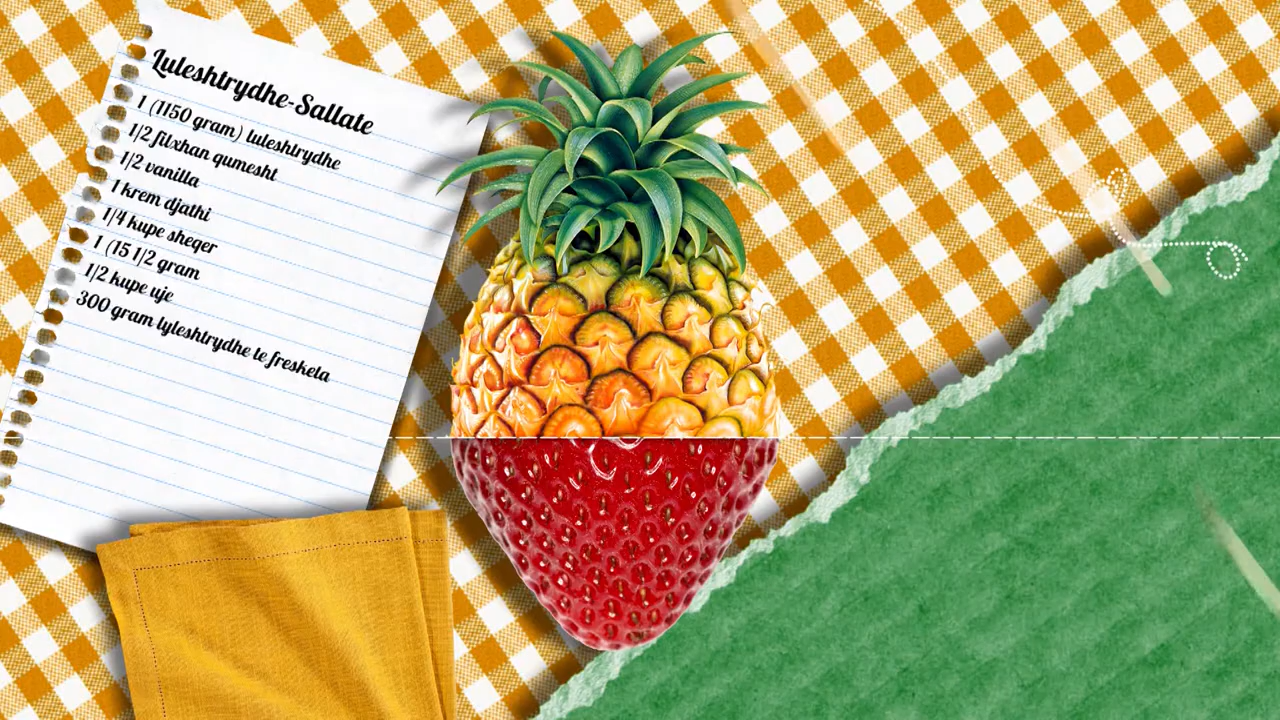 Luleshtrydhe-Sallate
1 (1150 gram) luleshtrydhe
1/2 filxhan qumesht
1/2 vanilla
1 krem djathi
1/4 kupe sheqer
1 (15 1/2 gram
1/2 kupe uje
300 gram lyleshtrydhe te fresketa